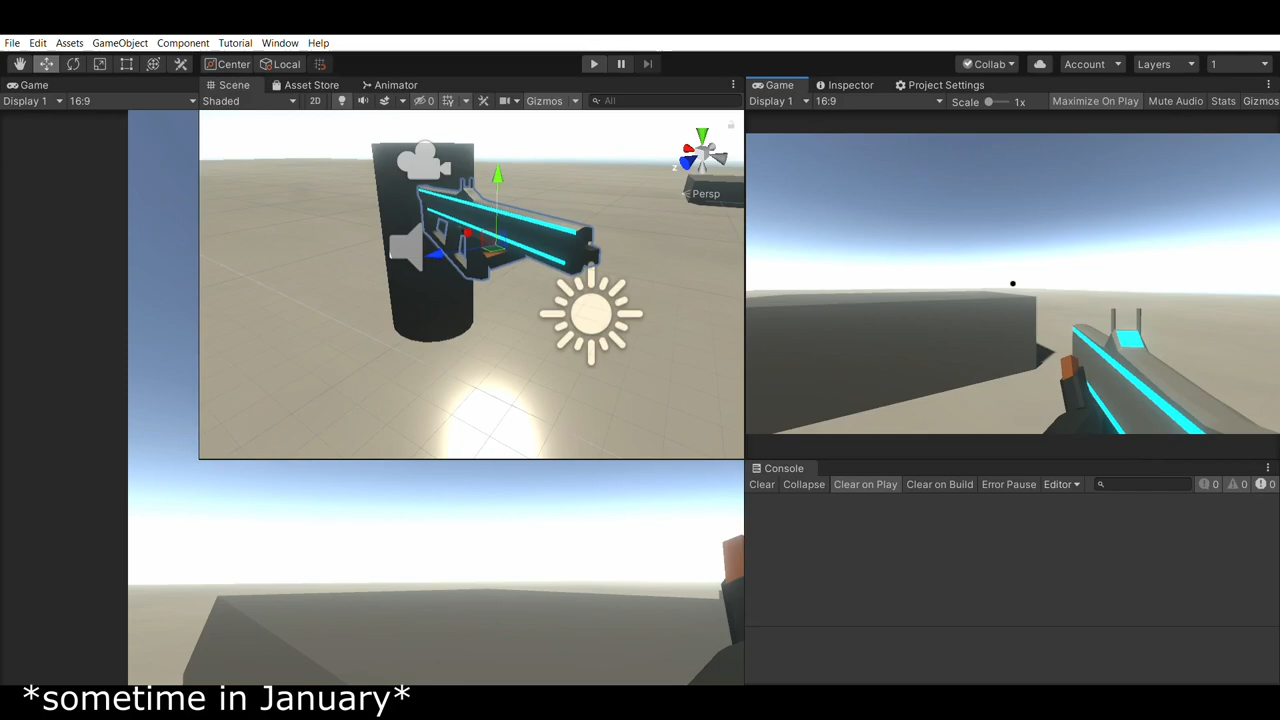 File Edit Assets GameObject Component Tutorial Window Help
Center Local Collab Account Layers 1
Game Scene Asset Store Animator Game Inspector Project Settings
Display 1 16:9 Shaded 2D 0 Gizmos All Display 1 16:9 Scale 1x Maximize On Play Mute Audio Stats Gizmos
z
Persp
Console
Clear Collapse Clear on Play Clear on Build Error Pause Editor 0 0 0
*sometime in January*